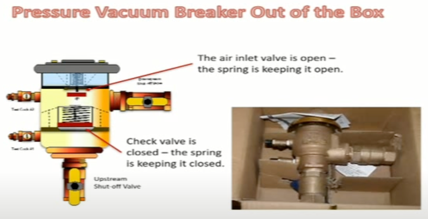 Pressure Vacuum Breaker Out of the Box
The air inlet valve is open –
the spring is keeping it open.
Check valve is
closed – the spring
is keeping it closed.
Upstream
Shut-off Valve